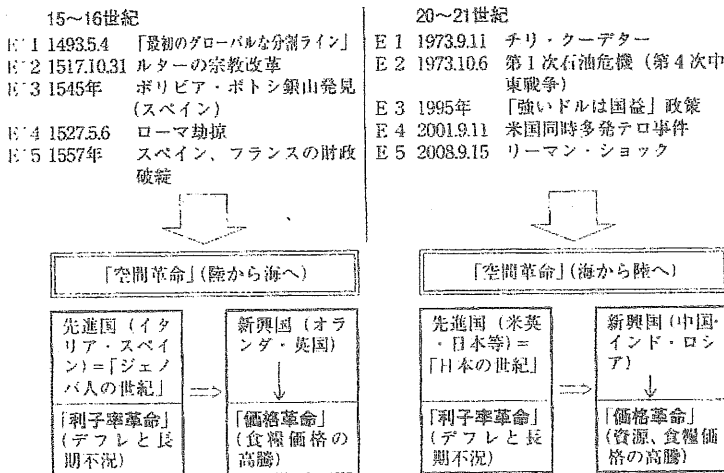 15～16世紀
E'1 1493.5.4 「最初のグローバルな分割ライン」
E'2 1517.10.31 ルターの宗教改革
E'3 1545年 ボリビア・ポトシ銀山発見
(スペイン)
E'4 1527.5.6 ローマ劫掠
E'5 1557年 スペイン、フランスの財政
破綻
「空間革命」(陸から海へ)
先進国(イタ
リア・スペイ
ン)=「ジェノ
バ人の世紀」
「利子率革命」
(デフレと長
期不況)
新興国(オラ
ンダ・英国)
「価格革命」
(食糧価格の
高騰)
20～21世紀
E 1 1973.9.11 チリ・クーデター
E 2 1973.10.6 第1次石油危機(第4次中
東戦争)
E 3 1995年 「強いドルは国益」政策
E 4 2001.9.11 米国同時多発テロ事件
E 5 2008.9.15 リーマン・ショック
「空間革命」(海から陸へ)
先進国(米英
・日本等)=
「日本の世紀」
「利子率革命」
(デフレと長
期不況)
新興国(中国・
インド・ロシ
ア)
「価格革命」
(資源、食糧価
格の高騰)